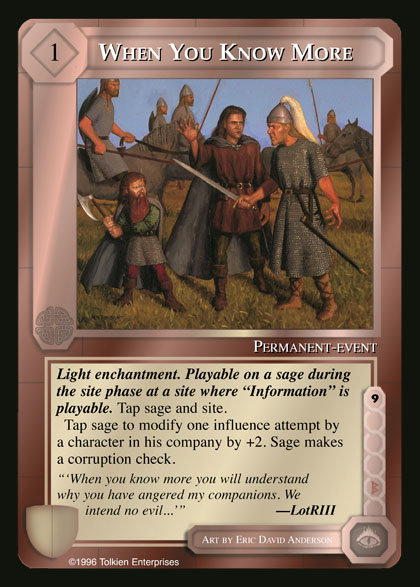 1
When You Know More
Permanent-event
Light enchantment. Playable on a sage during
the site phase at a site where “Information” is
playable. Tap sage and site.
Tap sage to modify one influence attempt by
a character in his company by +2. Sage makes
a corruption check.
“‘When you know more you will understand
why you have angered my companions. We
intend no evil...’” —LotRIII
9
Art by Eric David Anderson
©1996 Tolkien Enterprises